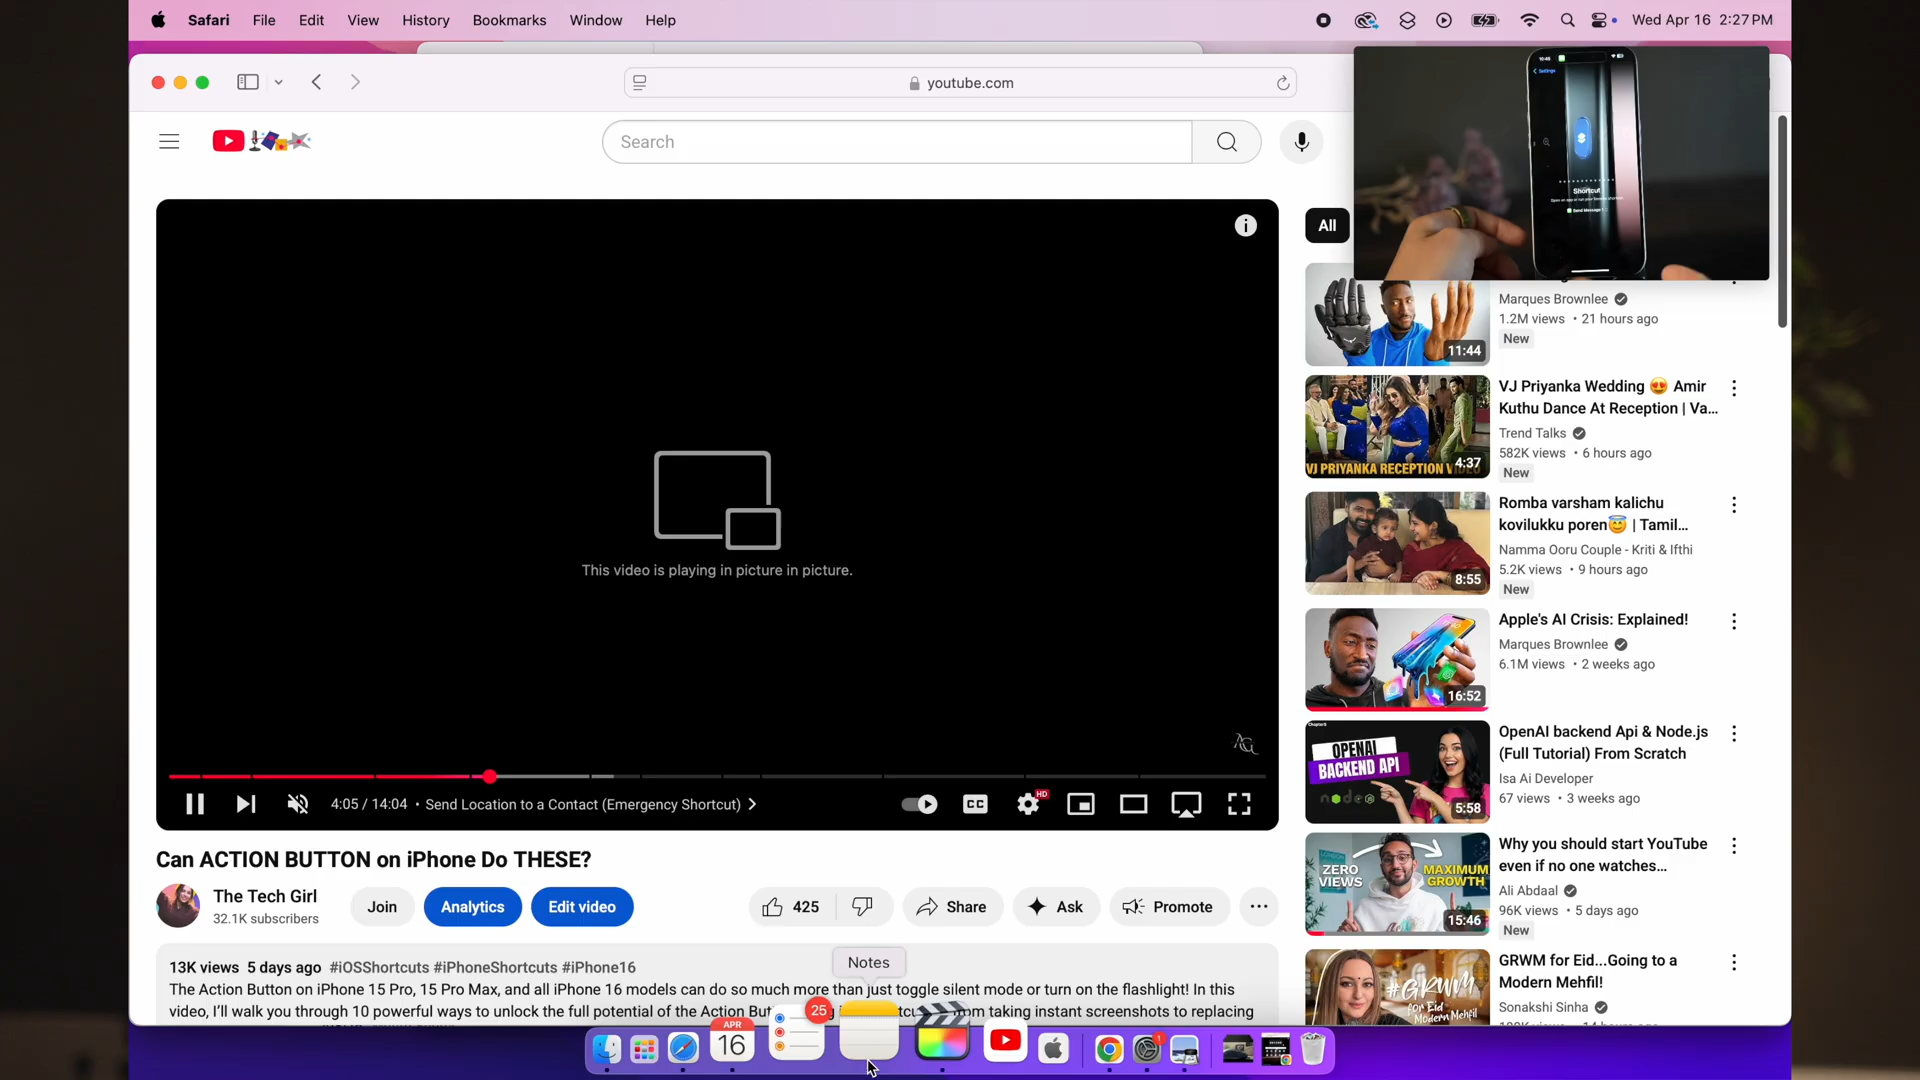 Safari File Edit View History Bookmarks Window Help
Wed Apr 16 2:27 PM
youtube.com
Search
All
10:45
Settings
Shortcut
This video is playing in picture in picture.
4:05 / 14:04 • Send Location to a Contact (Emergency Shortcut)
CC
HD
Can ACTION BUTTON on iPhone Do THESE?
The Tech Girl
32.1K subscribers
Join
Analytics
Edit video
425
Share
Ask
Promote
13K views 5 days ago #iOSShortcuts #iPhoneShortcuts #iPhone16
The Action Button on iPhone 15 Pro, 15 Pro Max, and all iPhone 16 models can do so much more than just toggle silent mode or turn on the flashlight! In this
video, I'll walk you through 10 powerful ways to unlock the full potential of the Action
taking instant screenshots to replacing
Notes
25
APR
16
1
11:44
Marques Brownlee
1.2M views • 21 hours ago
New
VJ PRIYANKA RECEPTION
4:37
VJ Priyanka Wedding 😍 Amir
Kuthu Dance At Reception | Va...
Trend Talks
582K views • 6 hours ago
New
8:55
Romba varsham kalichu
kovilukku poren😇 | Tamil...
Namma Ooru Couple - Kriti & Ifthi
5.2K views • 9 hours ago
New
16:52
Apple's AI Crisis: Explained!
Marques Brownlee
6.1M views • 2 weeks ago
OPENAI
BACKEND API
5:58
OpenAI backend Api & Node.js
(Full Tutorial) From Scratch
Isa Ai Developer
67 views • 3 weeks ago
ZERO
VIEWS
MAXIMUM
GROWTH
15:46
Why you should start YouTube
even if no one watches...
Ali Abdaal
96K views • 5 days ago
New
#GRWM
for Eid
Modern Mehfil!
GRWM for Eid...Going to a
Modern Mehfil!
Sonakshi Sinha